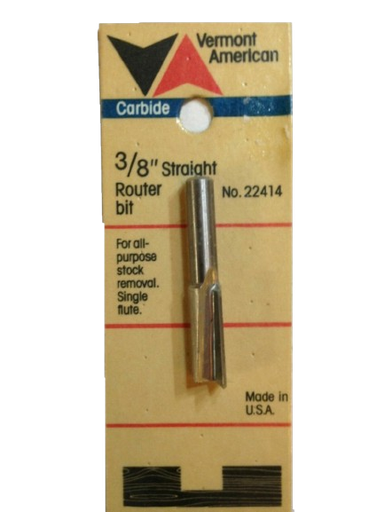 Vermont
American
Carbide
3/8" Straight
Router
bit
No. 22414
For all-
purpose
stock
removal.
Single
flute.
Made in
U.S.A.